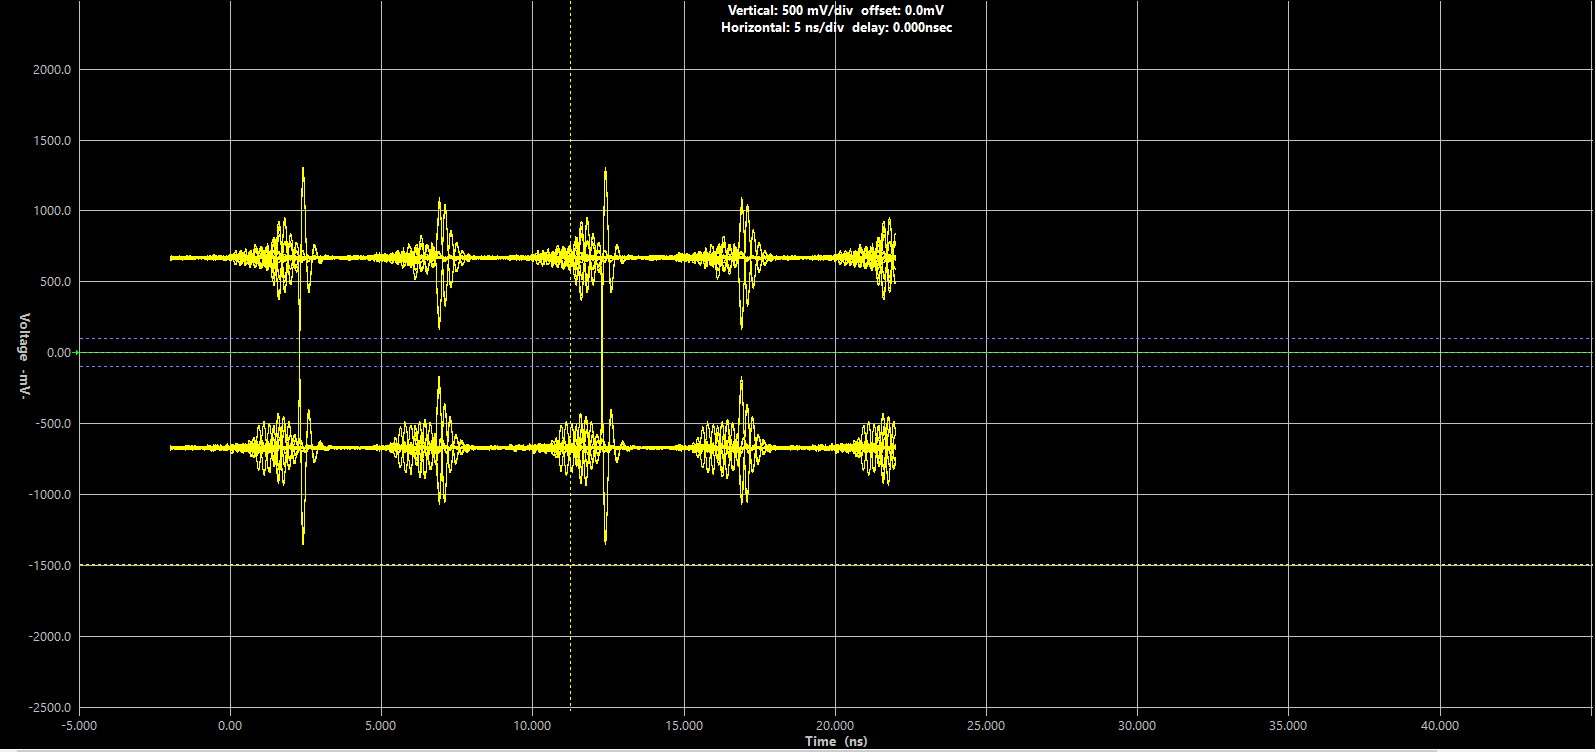 Vertical: 500 mV/div offset: 0.0mV
Horizontal: 5 ns/div delay: 0.000nsec
2000.0
1500.0
1000.0
500.0
0.00
-500.0
-1000.0
-1500.0
-2000.0
-2500.0
Voltage -mV-
-5.000 0.00 5.000 10.000 15.000 20.000 25.000 30.000 35.000 40.000
Time (ns)